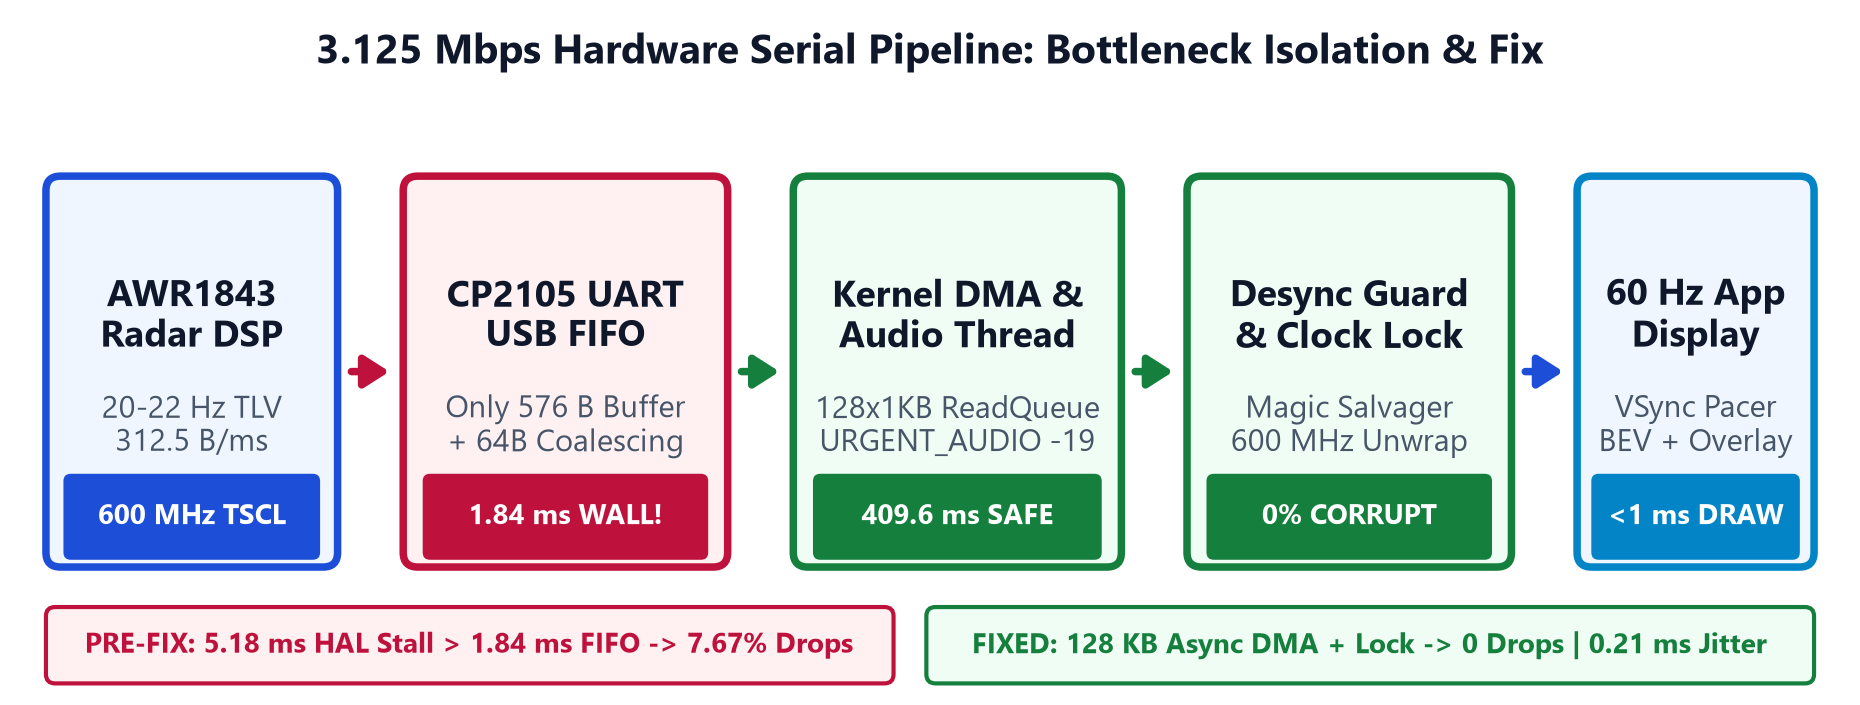 3.125 Mbps Hardware Serial Pipeline: Bottleneck Isolation & Fix
AWR1843
Radar DSP
20-22 Hz TLV
312.5 B/ms
600 MHz TSCL
CP2105 UART
USB FIFO
Only 576 B Buffer
+ 64B Coalescing
1.84 ms WALL!
Kernel DMA &
Audio Thread
128x1KB ReadQueue
URGENT_AUDIO -19
409.6 ms SAFE
Desync Guard
& Clock Lock
Magic Salvager
600 MHz Unwrap
0% CORRUPT
60 Hz App
Display
VSync Pacer
BEV + Overlay
<1 ms DRAW
PRE-FIX: 5.18 ms HAL Stall > 1.84 ms FIFO -> 7.67% Drops
FIXED: 128 KB Async DMA + Lock -> 0 Drops | 0.21 ms Jitter